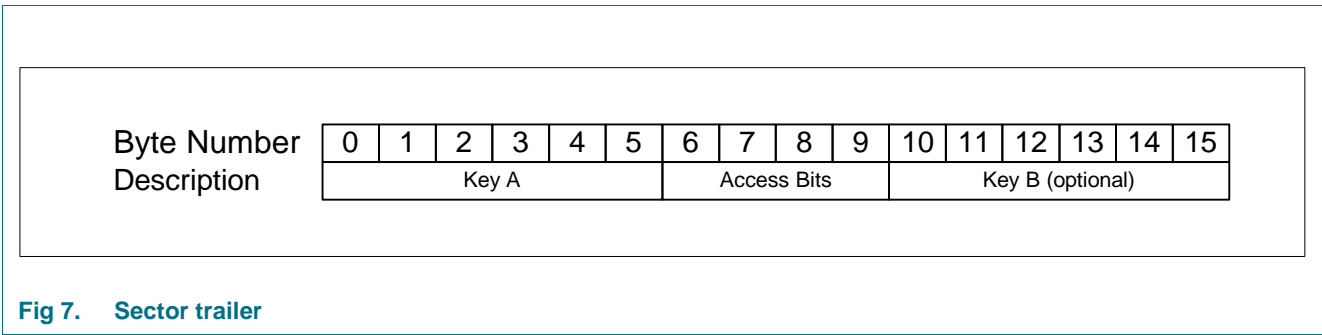 Byte Number 0 1 2 3 4 5 6 7 8 9 10 11 12 13 14 15
Description Key A Access Bits Key B (optional)
Fig 7. Sector trailer